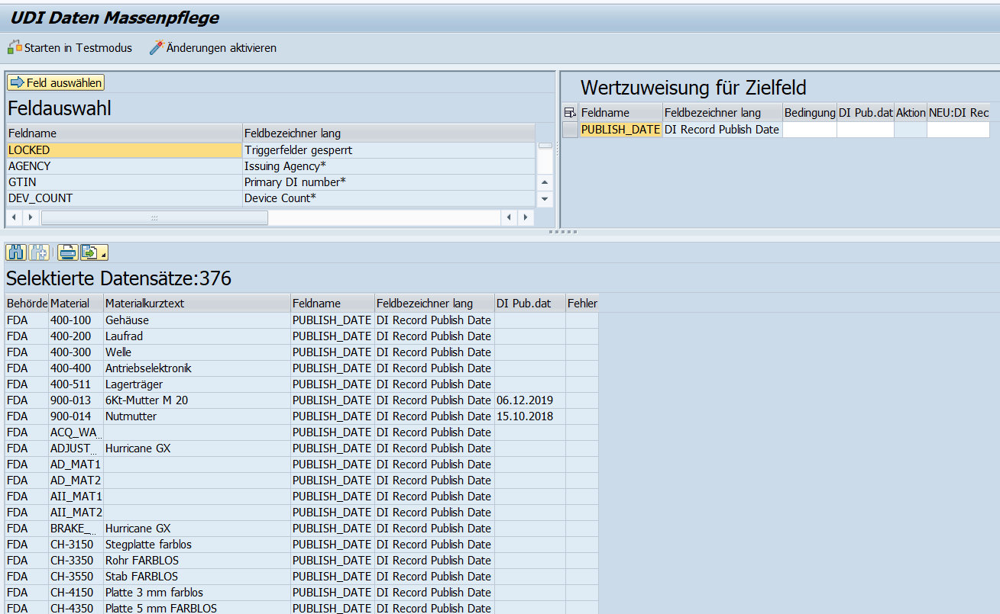 UDI Daten Massenpflege
Starten in Testmodus Änderungen aktivieren
Feld auswählen
Feldauswahl
Feldname Feldbezeichner lang
LOCKED Triggerfelder gesperrt
AGENCY Issuing Agency*
GTIN Primary DI number*
DEV_COUNT Device Count*
Wertzuweisung für Zielfeld
Feldname Feldbezeichner lang Bedingung DI Pub.dat Aktion NEU:DI Rec
PUBLISH_DATE DI Record Publish Date
Selektierte Datensätze:376
Behörde Material Materialkurztext Feldname Feldbezeichner lang DI Pub.dat Fehler
FDA 400-100 Gehäuse PUBLISH_DATE DI Record Publish Date
FDA 400-200 Laufrad PUBLISH_DATE DI Record Publish Date
FDA 400-300 Welle PUBLISH_DATE DI Record Publish Date
FDA 400-400 Antriebselektronik PUBLISH_DATE DI Record Publish Date
FDA 400-511 Lagerträger PUBLISH_DATE DI Record Publish Date
FDA 900-013 6Kt-Mutter M 20 PUBLISH_DATE DI Record Publish Date 06.12.2019
FDA 900-014 Nutmutter PUBLISH_DATE DI Record Publish Date 15.10.2018
FDA ACQ_WA... PUBLISH_DATE DI Record Publish Date
FDA ADJUST... Hurricane GX PUBLISH_DATE DI Record Publish Date
FDA AD_MAT1 PUBLISH_DATE DI Record Publish Date
FDA AD_MAT2 PUBLISH_DATE DI Record Publish Date
FDA AII_MAT1 PUBLISH_DATE DI Record Publish Date
FDA AII_MAT2 PUBLISH_DATE DI Record Publish Date
FDA BRAKE_... Hurricane GX PUBLISH_DATE DI Record Publish Date
FDA CH-3150 Stegplatte farblos PUBLISH_DATE DI Record Publish Date
FDA CH-3350 Rohr FARBLOS PUBLISH_DATE DI Record Publish Date
FDA CH-3550 Stab FARBLOS PUBLISH_DATE DI Record Publish Date
FDA CH-4150 Platte 3 mm farblos PUBLISH_DATE DI Record Publish Date
FDA CH-4350 Platte 5 mm FARBLOS PUBLISH_DATE DI Record Publish Date